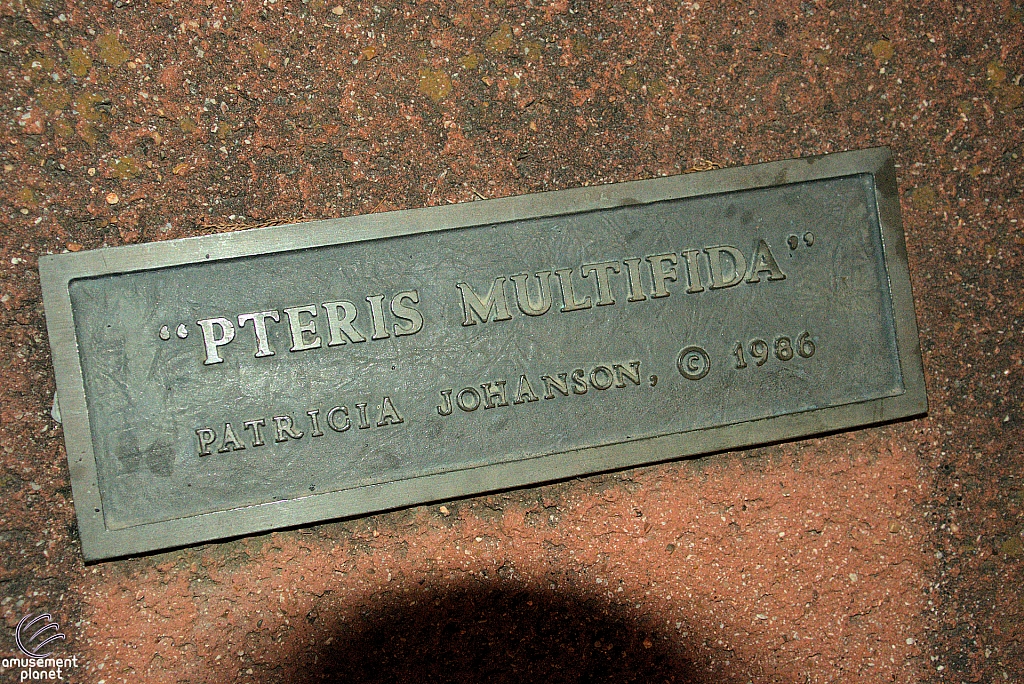 “PTERIS MULTIFIDA”
PATRICIA JOHANSON, © 1986
amusement
planet